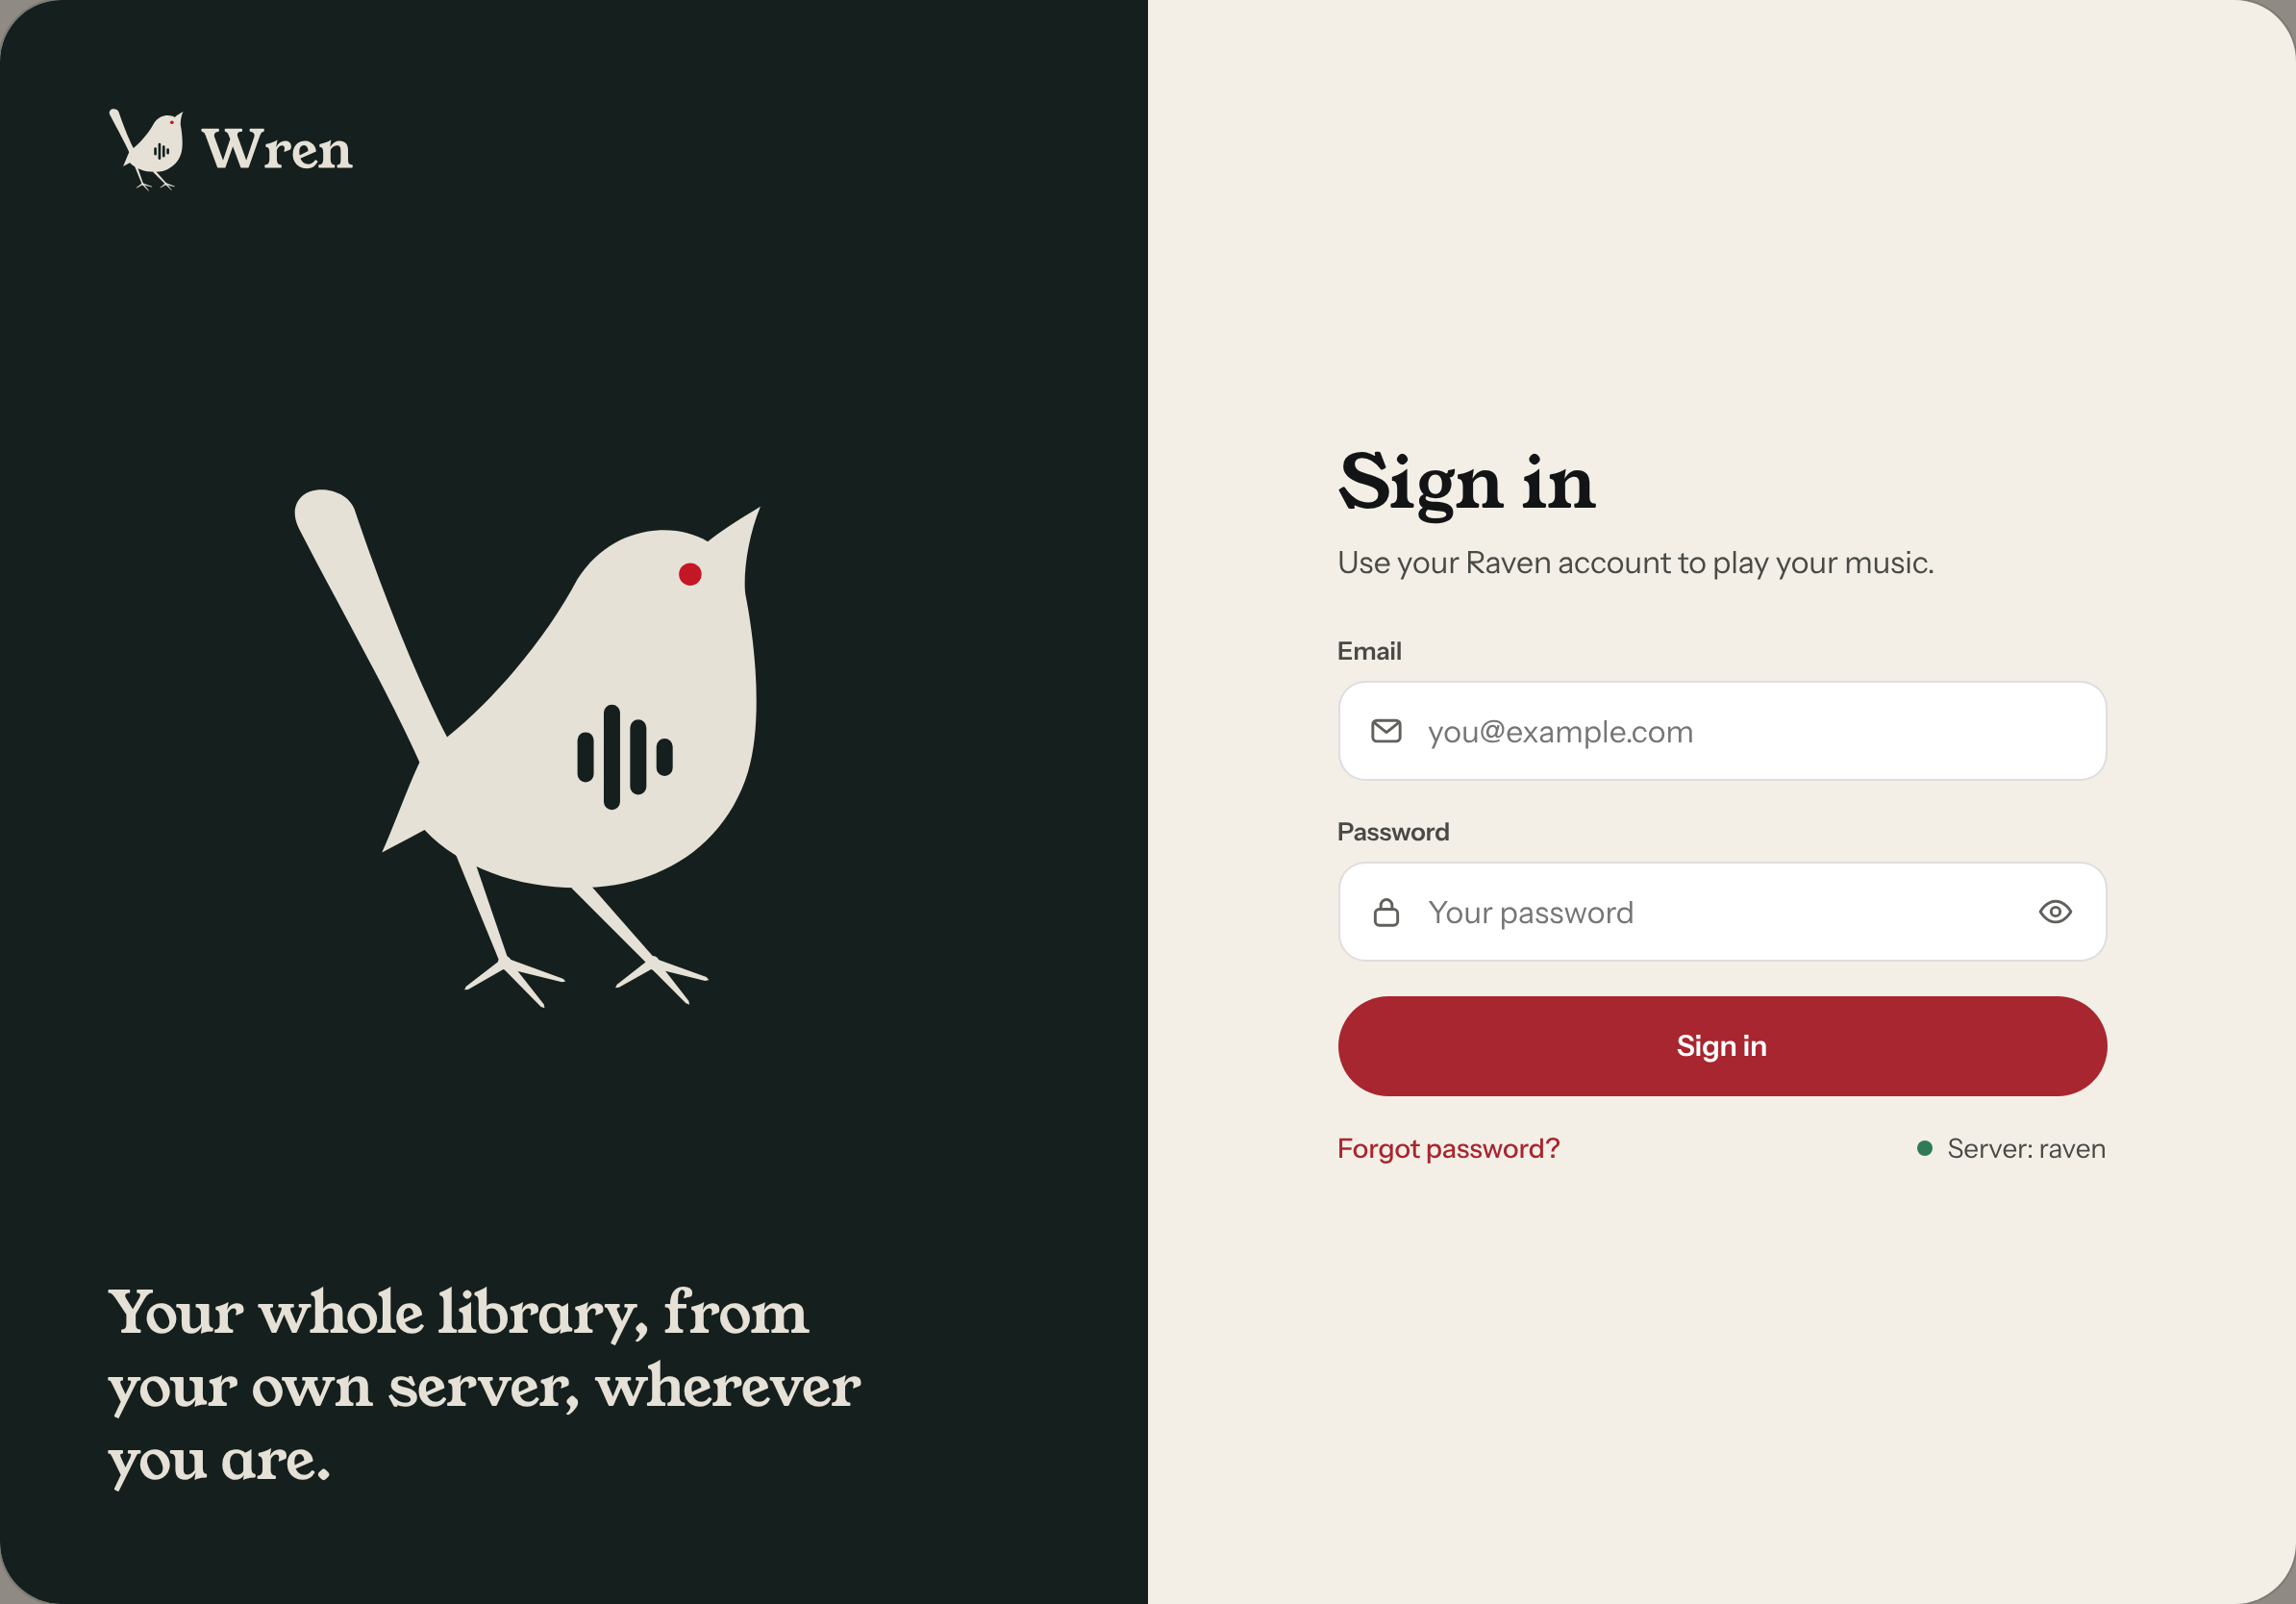 Wren
Your whole library, from
your own server, wherever
you are.
Sign in
Use your Raven account to play your music.
Email
you@example.com
Password
Your password
Sign in
Forgot password?
Server: raven